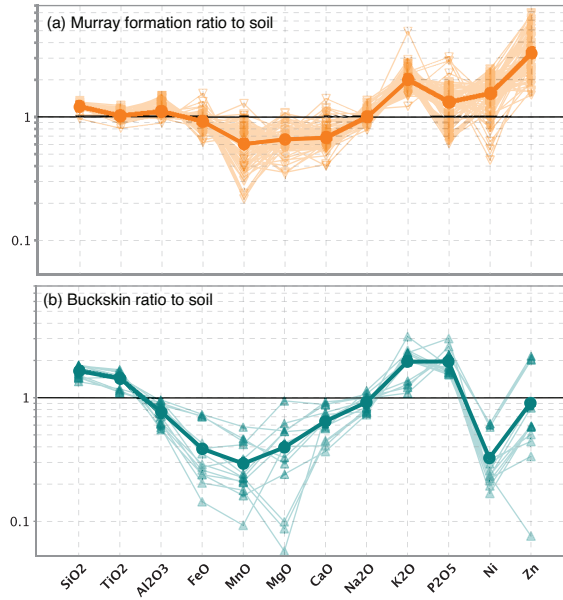 (a) Murray formation ratio to soil
1
0.1
(b) Buckskin ratio to soil
1
0.1
SiO2 TiO2 Al2O3 FeO MnO MgO CaO Na2O K2O P2O5 Ni Zn